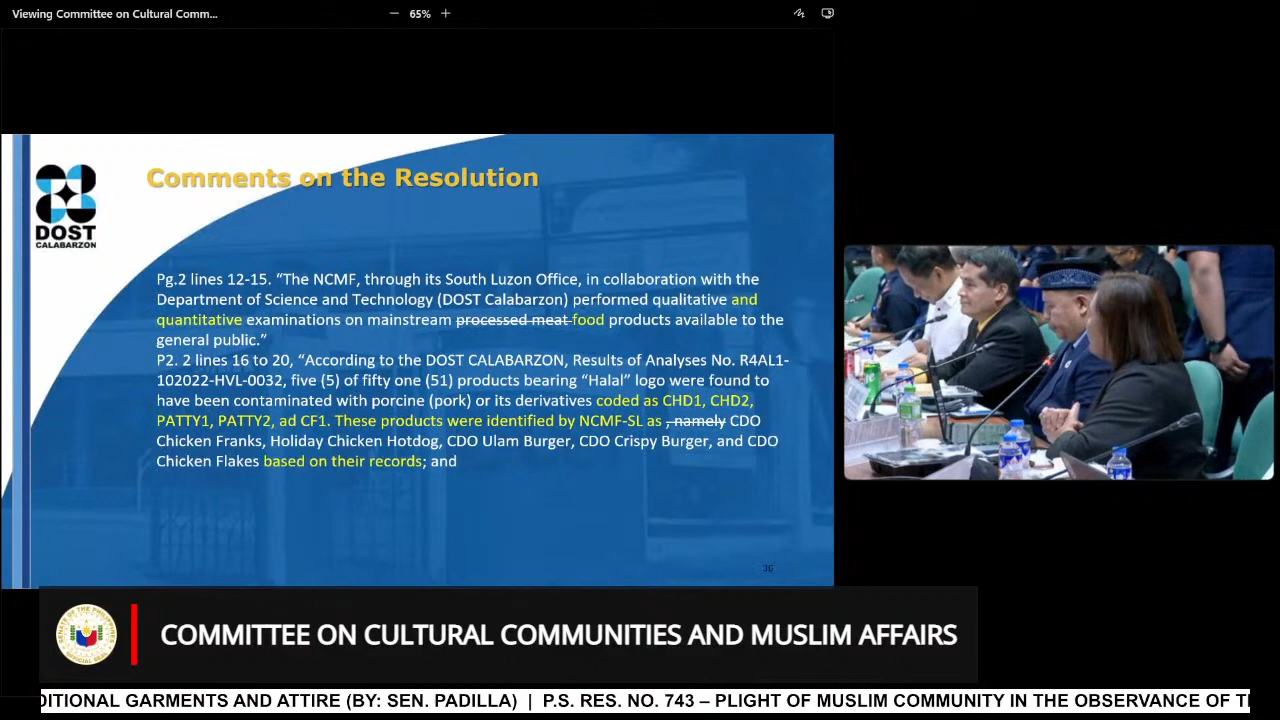 Viewing Committee on Cultural Comm...
65%
DOST
CALABARZON
Comments on the Resolution
Pg.2 lines 12-15. “The NCMF, through its South Luzon Office, in collaboration with the
Department of Science and Technology (DOST Calabarzon) performed qualitative and
quantitative examinations on mainstream processed meat food products available to the
general public.”
P2. 2 lines 16 to 20, “According to the DOST CALABARZON, Results of Analyses No. R4AL1-
102022-HVL-0032, five (5) of fifty one (51) products bearing “Halal” logo were found to
have been contaminated with porcine (pork) or its derivatives coded as CHD1, CHD2,
PATTY1, PATTY2, ad CF1. These products were identified by NCMF-SL as , namely CDO
Chicken Franks, Holiday Chicken Hotdog, CDO Ulam Burger, CDO Crispy Burger, and CDO
Chicken Flakes based on their records; and
30
COMMITTEE ON CULTURAL COMMUNITIES AND MUSLIM AFFAIRS
DITIONAL GARMENTS AND ATTIRE (BY: SEN. PADILLA) | P.S. RES. NO. 743 – PLIGHT OF MUSLIM COMMUNITY IN THE OBSERVANCE OF